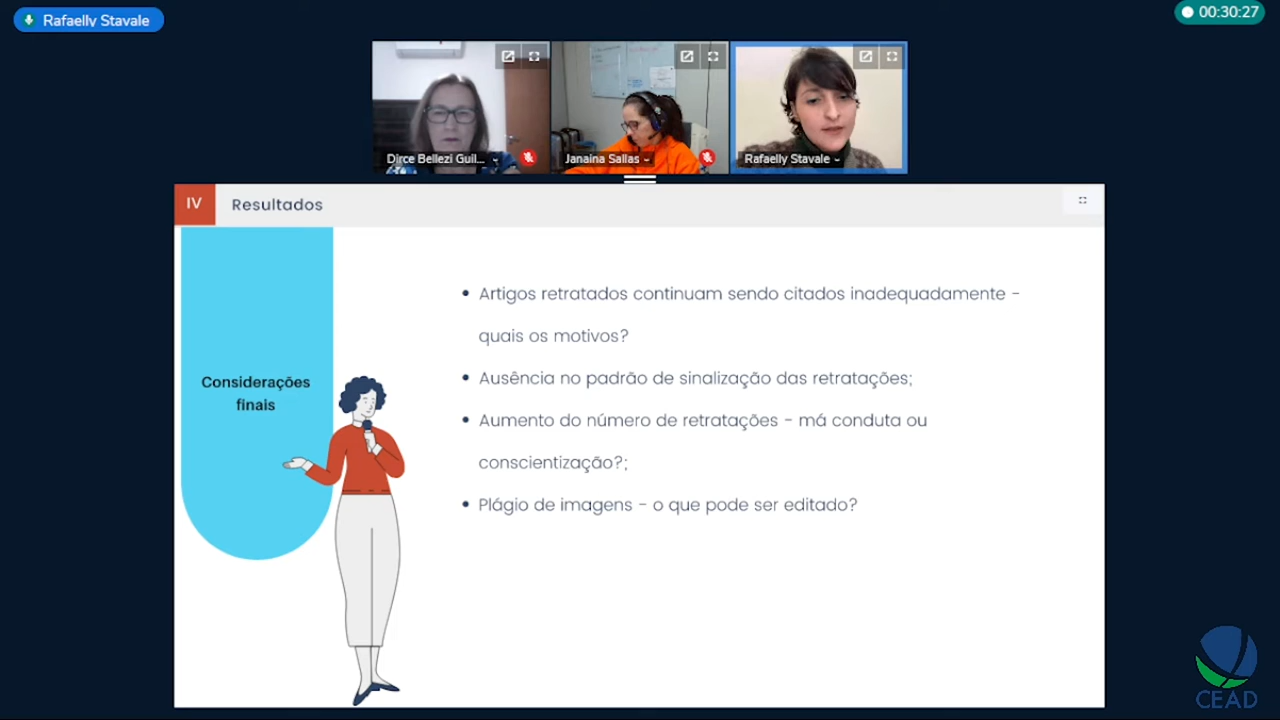 Rafaelly Stavale
00:30:27
Dirce Bellezi Guil...
Janaina Sallas
Rafaelly Stavale
IV
Resultados
Considerações
finais
• Artigos retratados continuam sendo citados inadequadamente -
quais os motivos?
• Ausência no padrão de sinalização das retratações;
• Aumento do número de retratações - má conduta ou
conscientização?;
• Plágio de imagens - o que pode ser editado?
CEAD